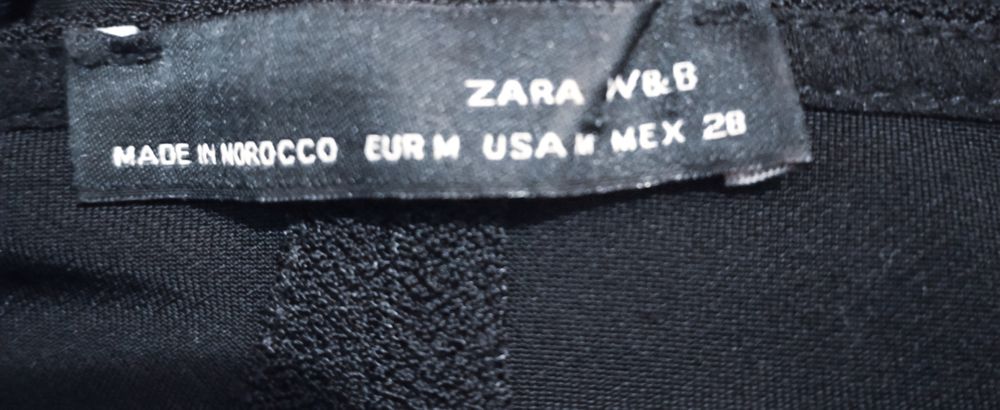 ZARA W&B
MADE IN MOROCCO EUR M USA M MEX 28